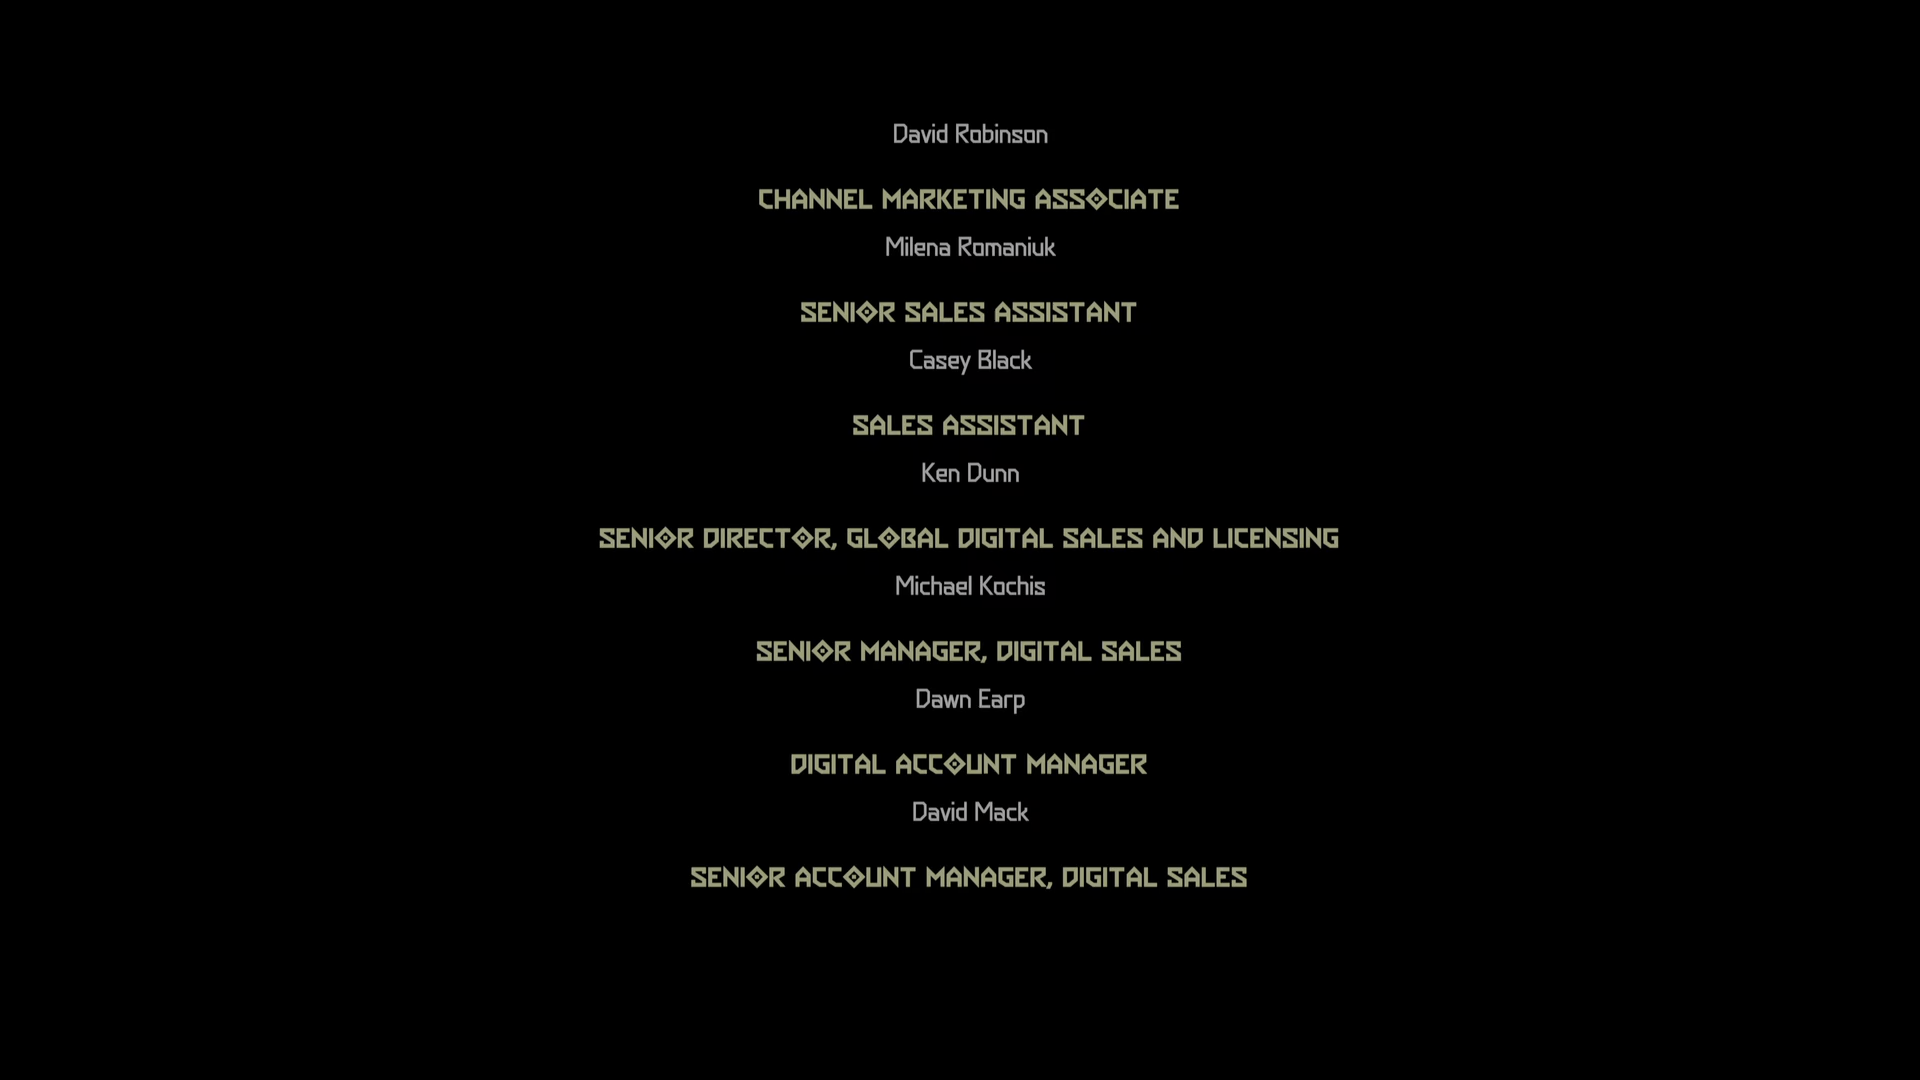 David Robinson
CHANNEL MARKETING ASSOCIATE
Milena Romaniuk
SENIOR SALES ASSISTANT
Casey Black
SALES ASSISTANT
Ken Dunn
SENIOR DIRECTOR, GLOBAL DIGITAL SALES AND LICENSING
Michael Kochis
SENIOR MANAGER, DIGITAL SALES
Dawn Earp
DIGITAL ACCOUNT MANAGER
David Mack
SENIOR ACCOUNT MANAGER, DIGITAL SALES